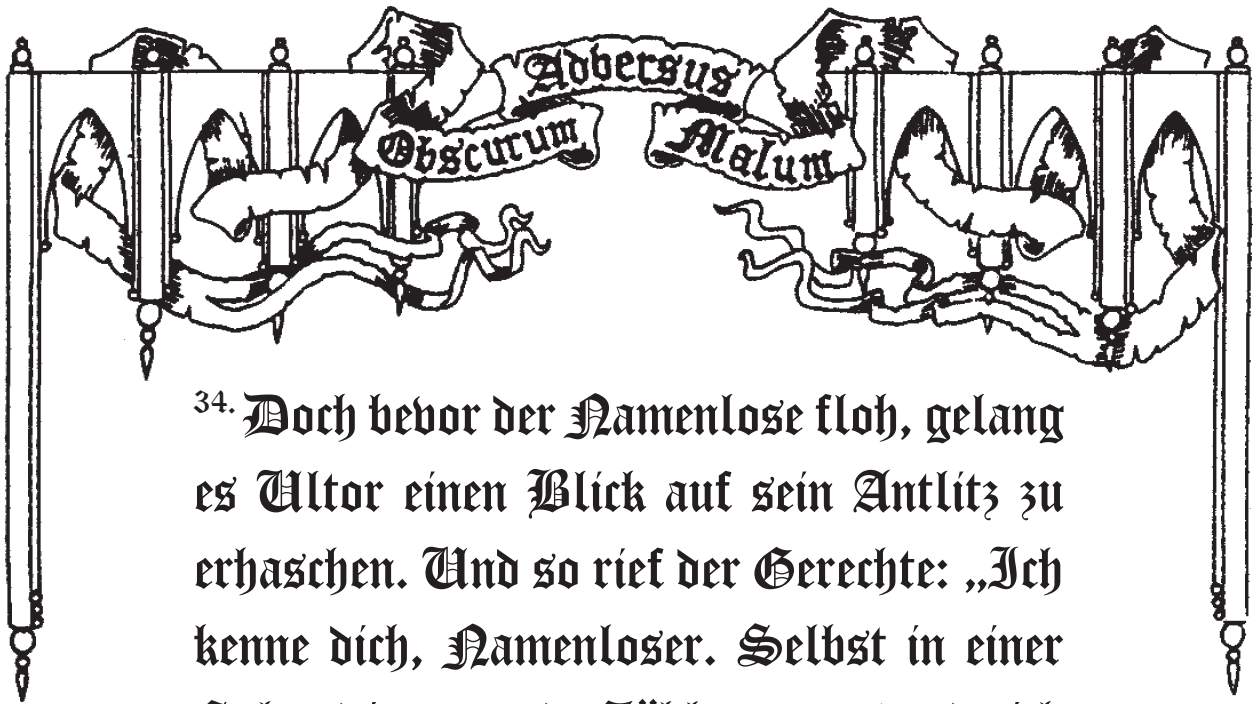 Adversus
Obscurum Malum
34. Doch bevor der Namenlose floh, gelang
es Ultor einen Blick auf sein Antlitz zu
erhaschen. Und so rief der Gerechte: „Ich
kenne dich, Namenloser. Selbst in einer